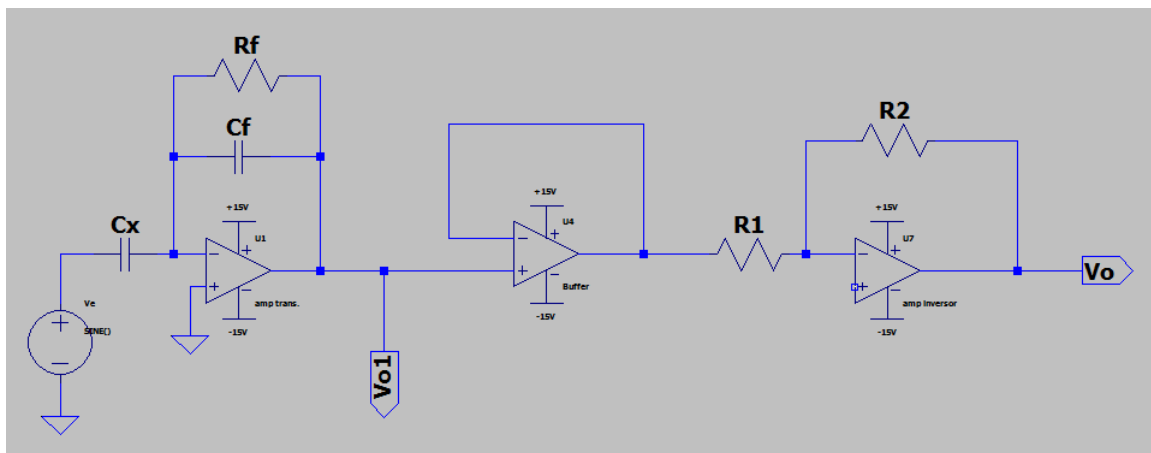 Rf
Cf
R2
+15V
U4
+15V
U1
+15V
U7
Cx
R1
Ve
SINE()
amp trans.
-15V
Buffer
-15V
amp Inversor
-15V
Vo1
Vo